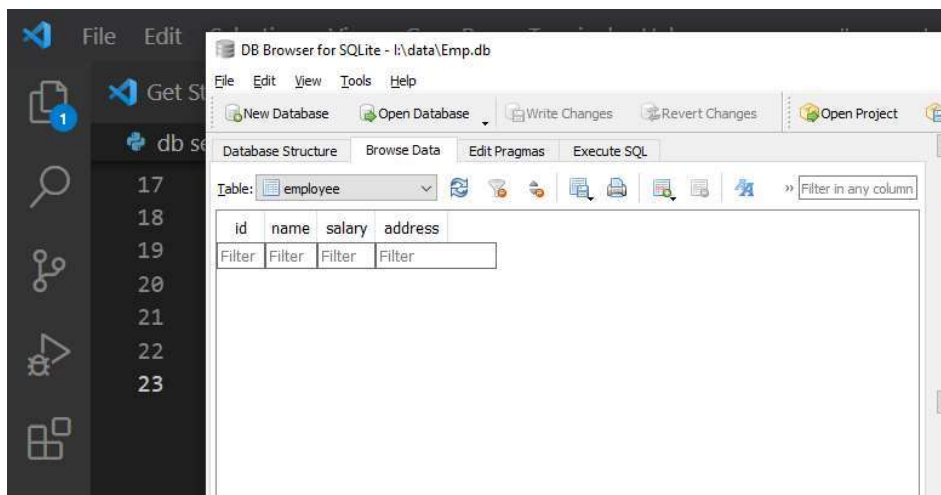 File Edit
DB Browser for SQLite - I:\data\Emp.db
File Edit View Tools Help
Get St
New Database Open Database Write Changes Revert Changes Open Project
1
db se
Database Structure Browse Data Edit Pragmas Execute SQL
17
Table: employee » Filter in any column
18
id name salary address
19
Filter Filter Filter Filter
20
21
22
23